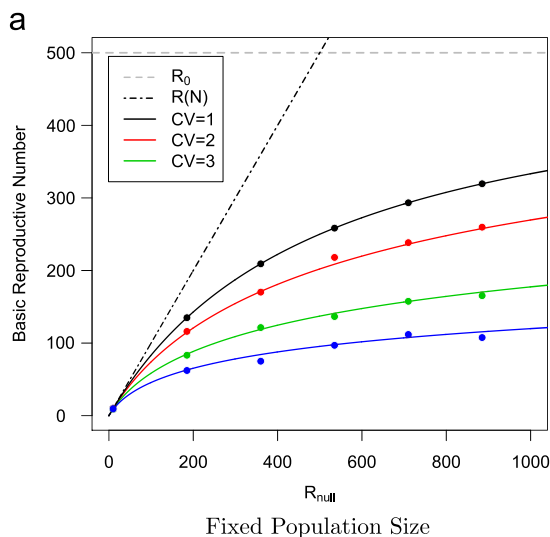 a
500
400
300
200
100
0
Basic Reproductive Number
R0
R(N)
CV=1
CV=2
CV=3
0 200 400 600 800 1000
Rnull
Fixed Population Size